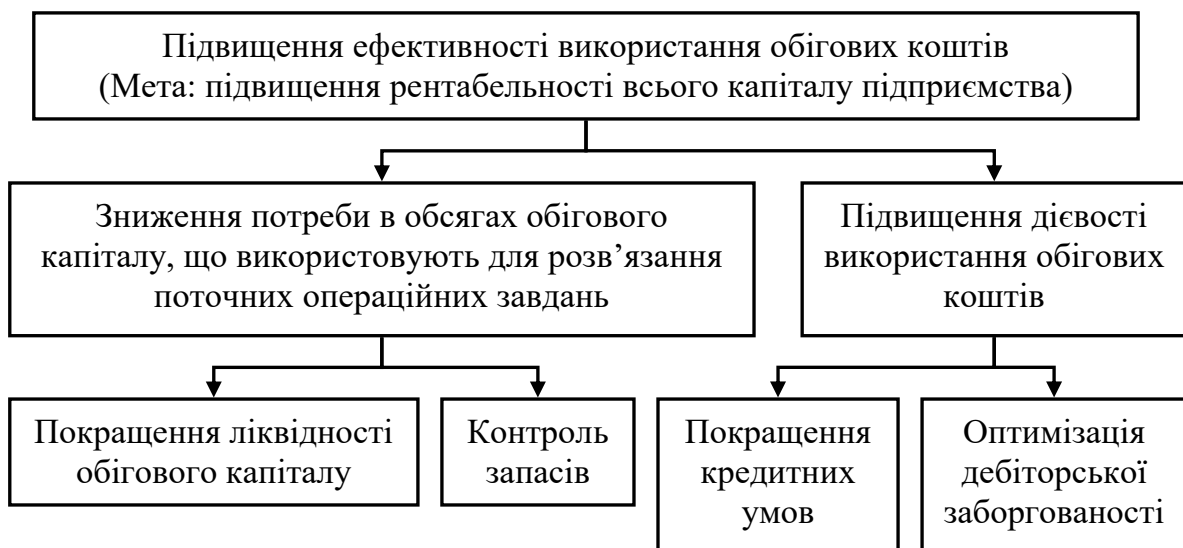 Підвищення ефективності використання обігових коштів
(Мета: підвищення рентабельності всього капіталу підприємства)
Зниження потреби в обсягах обігового
капіталу, що використовують для розв’язання
поточних операційних завдань
Підвищення дієвості
використання обігових
коштів
Покращення ліквідності
обігового капіталу
Контроль
запасів
Покращення
кредитних
умов
Оптимізація
дебіторської
заборгованості